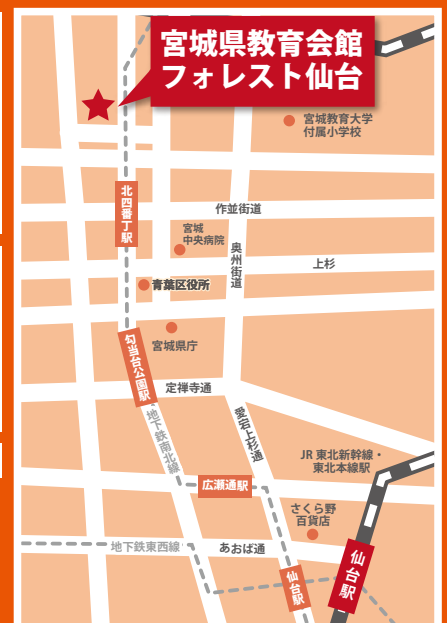 宮城県教育会館
フォレスト仙台
宮城教育大学
付属小学校
北四番丁駅
作並街道
宮城
中央病院
奥州街道
上杉
青葉区役所
宮城県庁
勾当台公園駅
定禅寺通
地下鉄南北線
愛宕上杉通
JR 東北新幹線・
東北本線駅
広瀬通駅
さくら野
百貨店
地下鉄東西線
あおば通
仙台駅
仙台駅